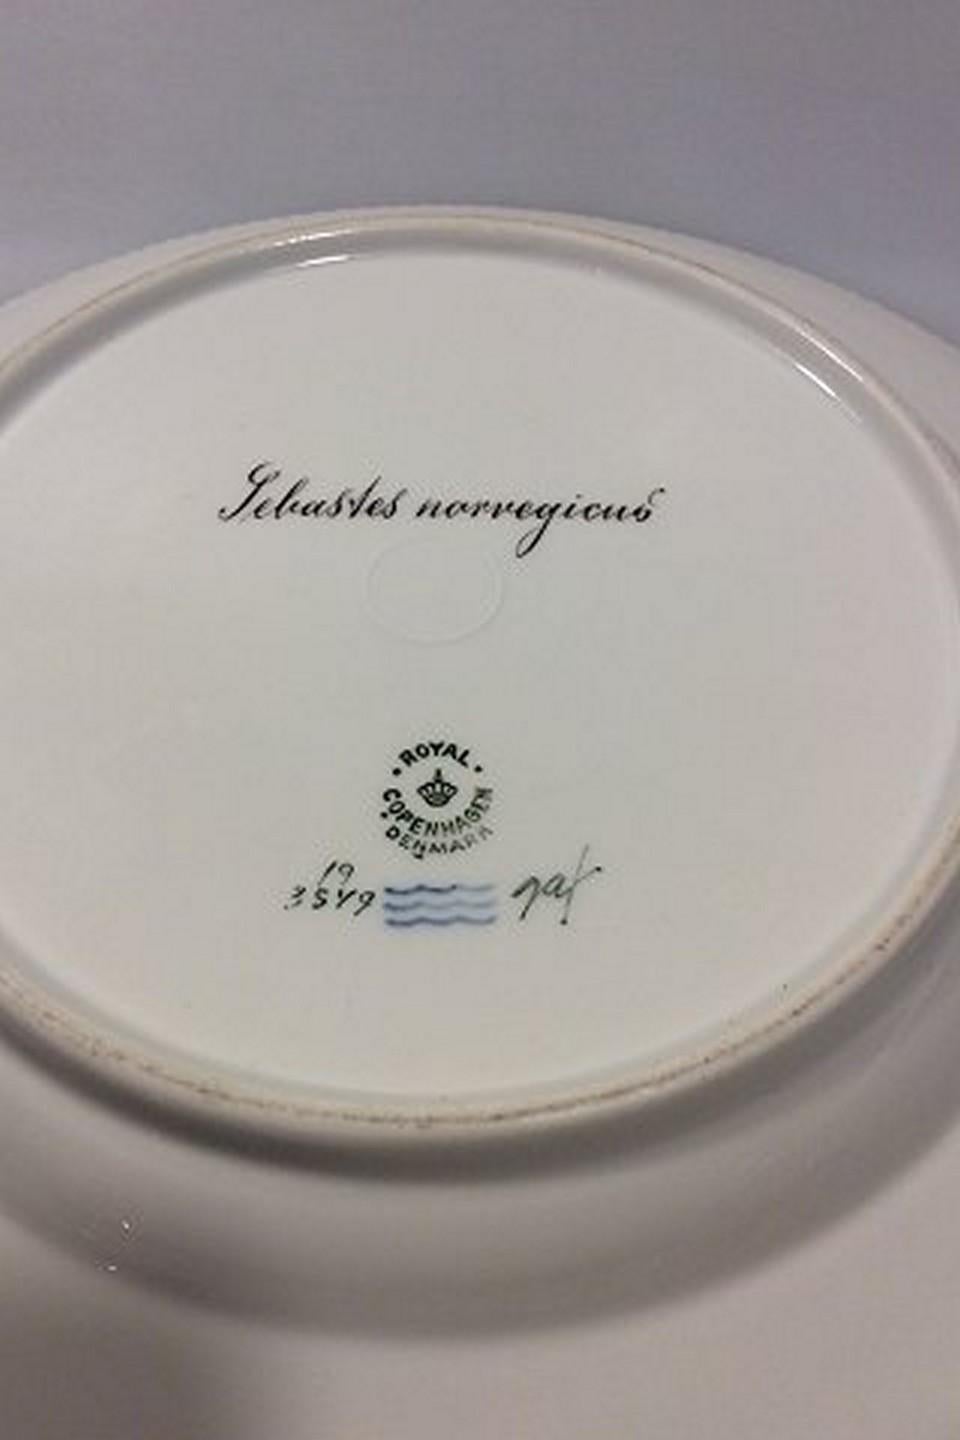 Sebastes norvegicus
ROYAL
COPENHAGEN
DENMARK
19
3549